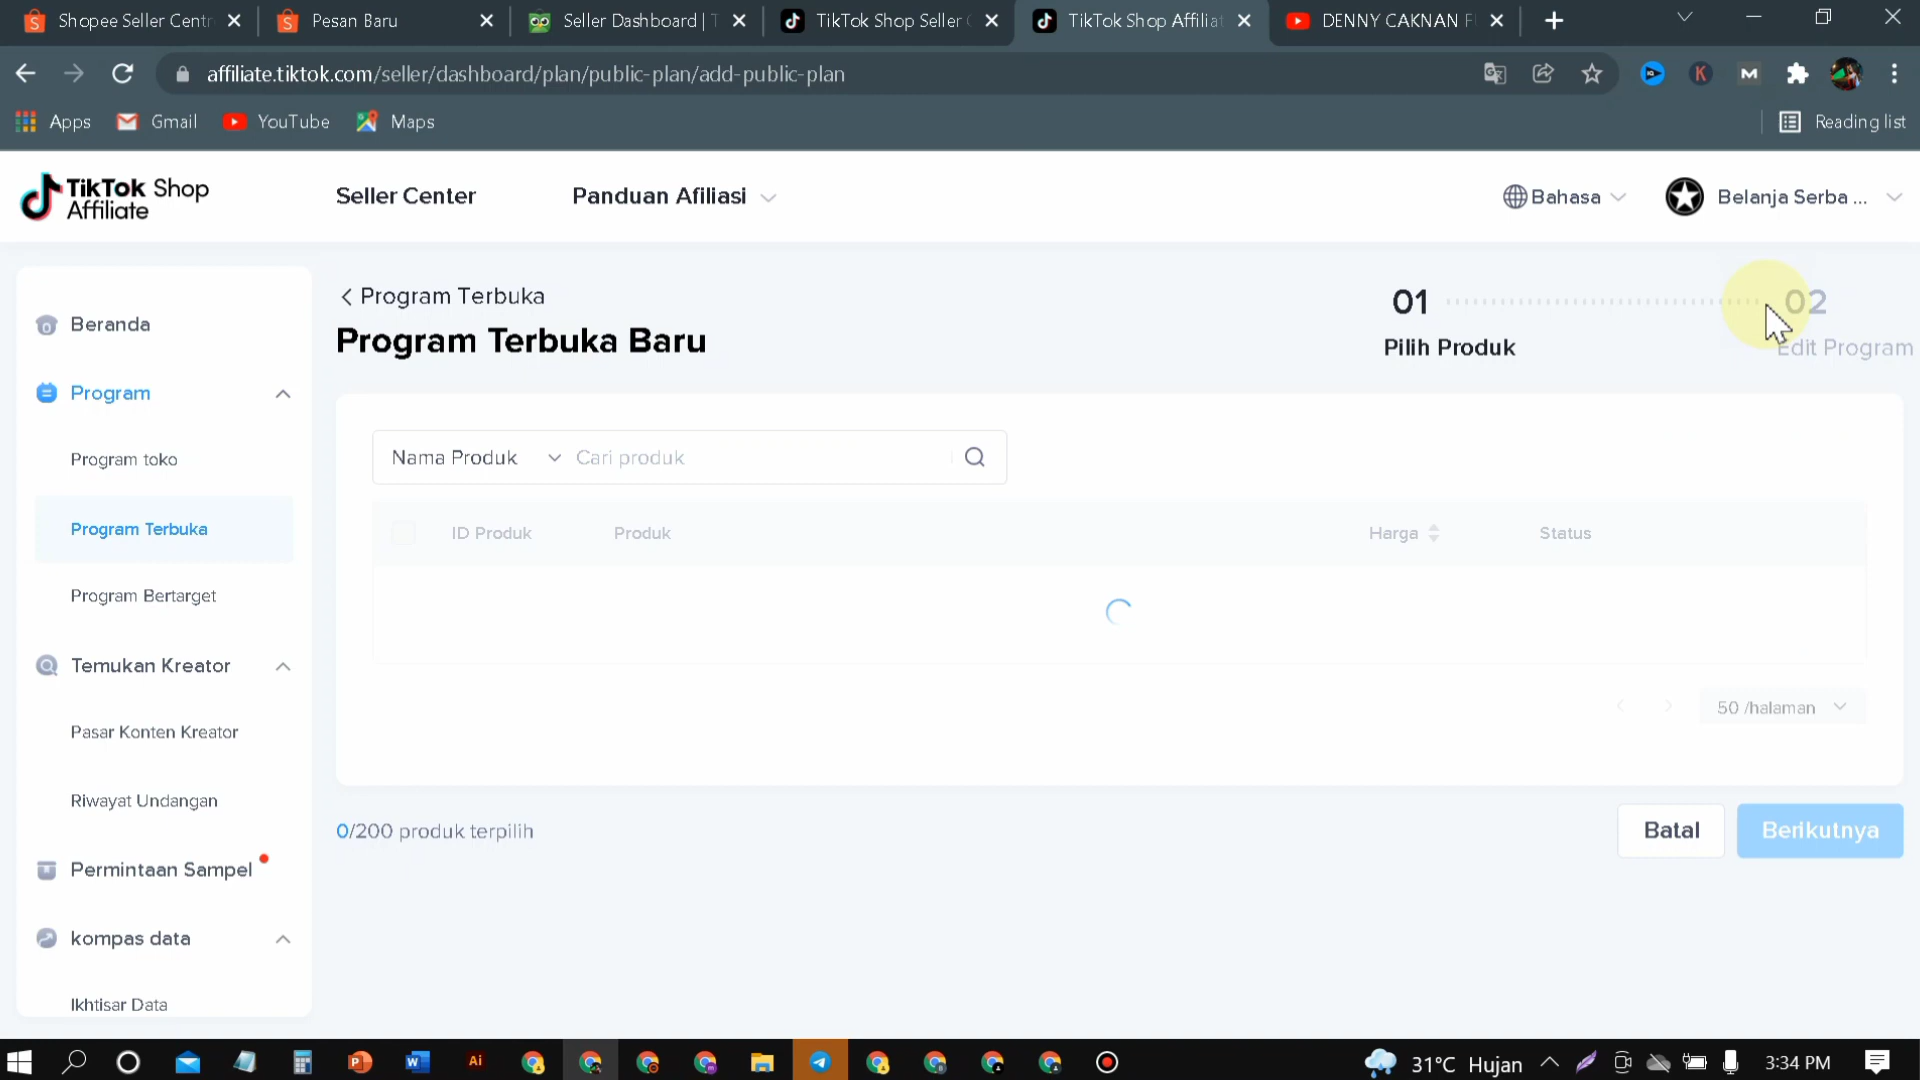 Shopee Seller Centr
Pesan Baru
Seller Dashboard | T
TikTok Shop Seller C
TikTok Shop Affiliat
DENNY CAKNAN F
affiliate.tiktok.com/seller/dashboard/plan/public-plan/add-public-plan
Apps
Gmail
YouTube
Maps
Reading list
TikTok Shop
Affiliate
Seller Center
Panduan Afiliasi
Bahasa
Belanja Serba ...
Beranda
Program
Program toko
Program Terbuka
Program Bertarget
Temukan Kreator
Pasar Konten Kreator
Riwayat Undangan
Permintaan Sampel
kompas data
Ikhtisar Data
Program Terbuka
Program Terbuka Baru
01
Pilih Produk
02
Edit Program
Nama Produk
Cari produk
ID Produk
Produk
Harga
Status
50 /halaman
0/200 produk terpilih
Batal
Berikutnya
31°C Hujan
3:34 PM